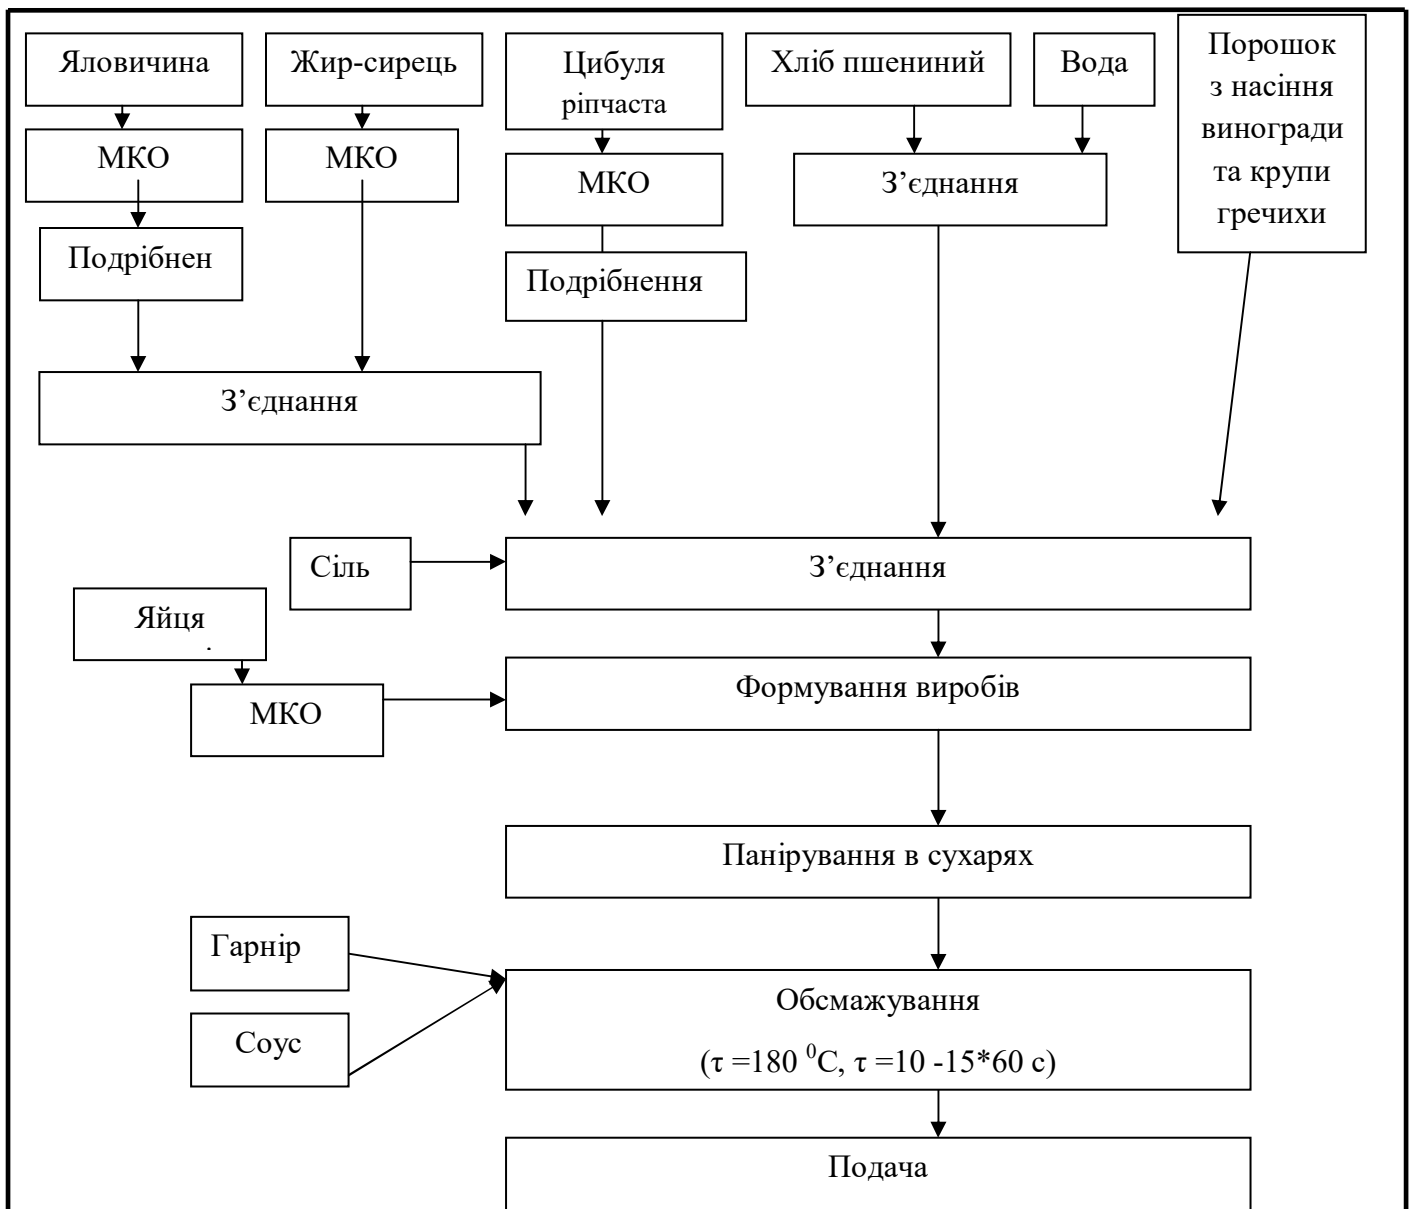 Яловичина
Жир-сирець
Цибуля
ріпчаста
Хліб пшениний
Вода
Порошок
з насіння
виногради
та крупи
гречихи
МКО
МКО
МКО
З’єднання
Подрібнен
Подрібнення
З’єднання
Сіль
З’єднання
Яйця
МКО
Формування виробів
Панірування в сухарях
Гарнір
Соус
Обсмажування
(τ =180 ⁰С, τ =10 -15*60 с)
Подача